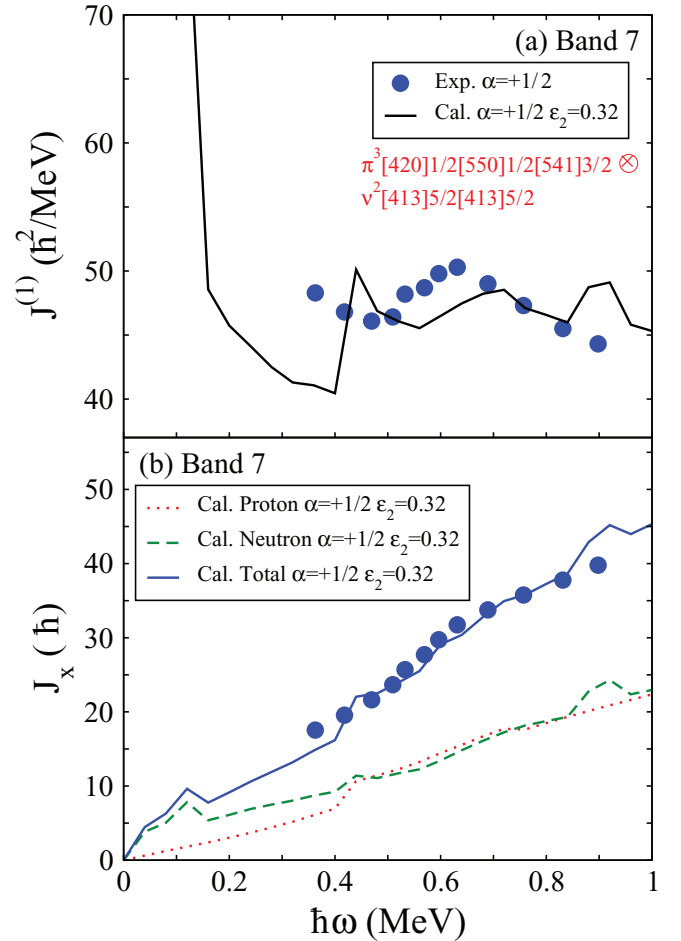 70
(a) Band 7
Exp. α=+1/2
Cal. α=+1/2 ε₂=0.32
60
π³[420]1/2[550]1/2[541]3/2 ⊗
ν²[413]5/2[413]5/2
J⁽¹⁾ (ħ²/MeV)
50
40
(b) Band 7
50
Cal. Proton α=+1/2 ε₂=0.32
Cal. Neutron α=+1/2 ε₂=0.32
Cal. Total α=+1/2 ε₂=0.32
40
30
Jₓ (ħ)
20
10
0
0 0.2 0.4 0.6 0.8 1
ħω (MeV)